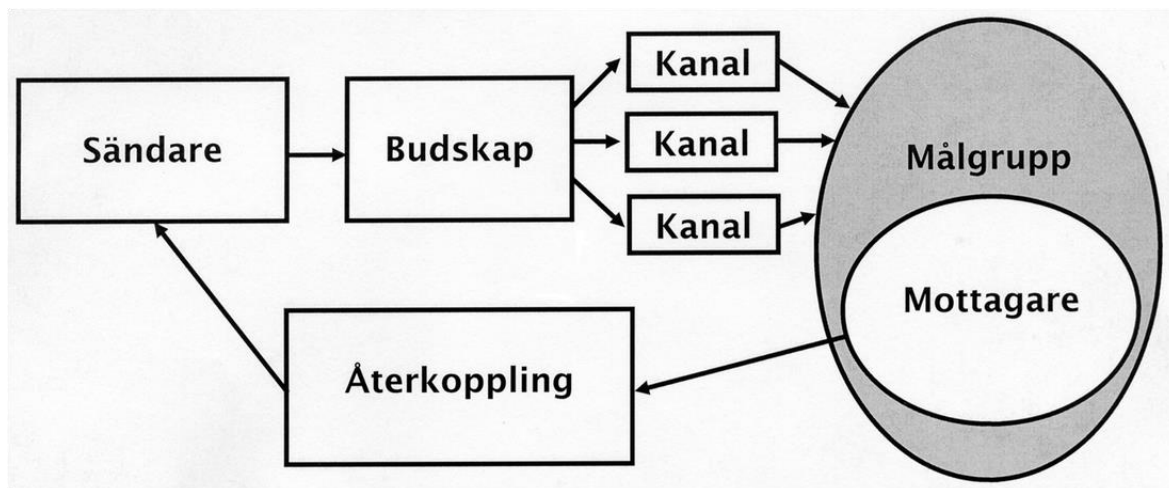 Sändare
Budskap
Kanal
Kanal
Kanal
Målgrupp
Mottagare
Återkoppling